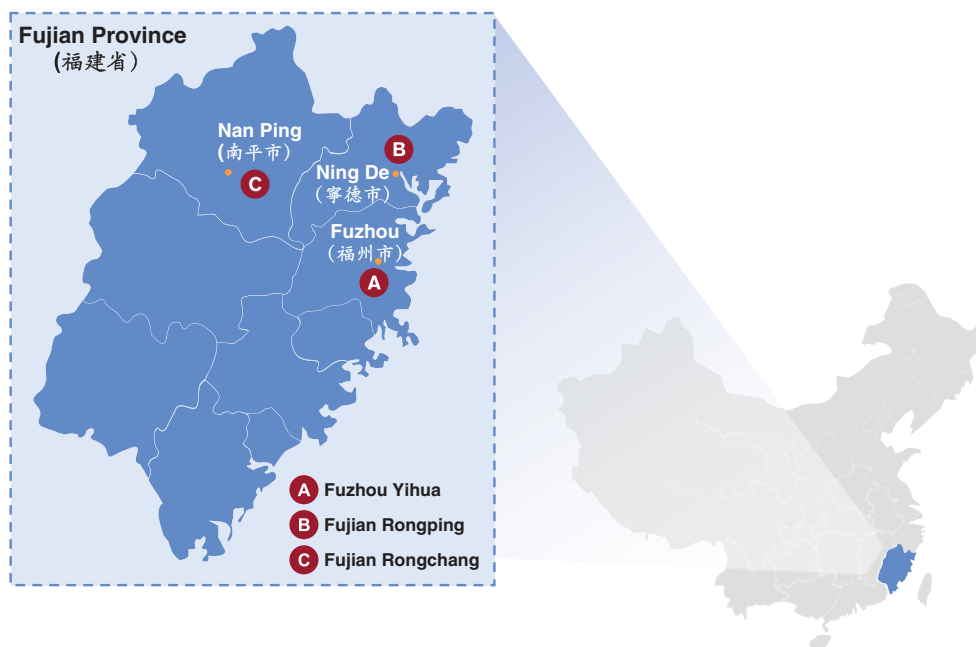 Fujian Province
(福建省)
Nan Ping
(南平市)
C
B
Ning De
(寧德市)
Fuzhou
(福州市)
A
A Fuzhou Yihua
B Fujian Rongping
C Fujian Rongchang